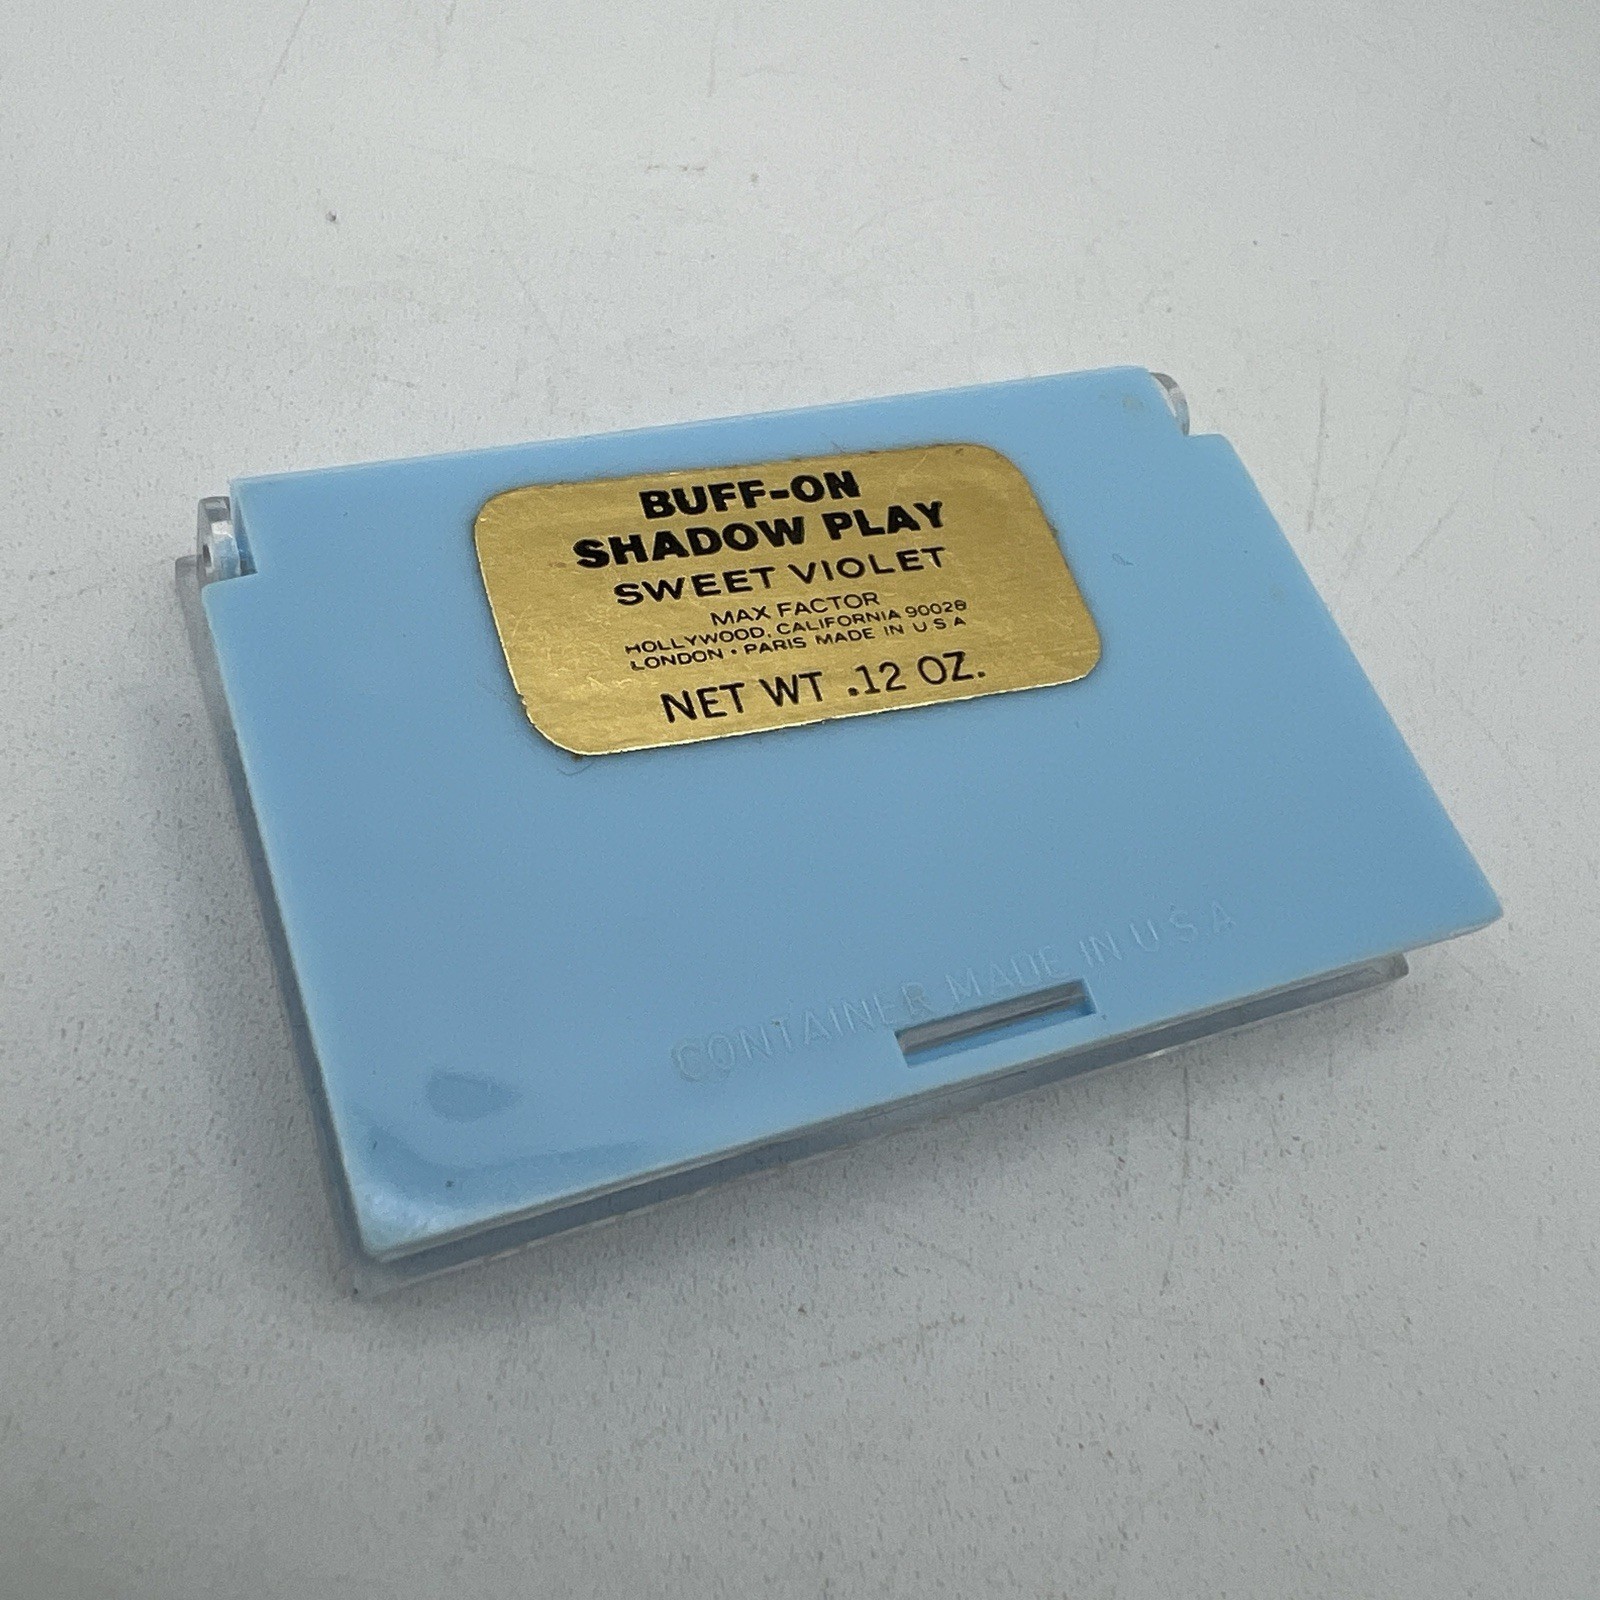 BUFF-ON
SHADOW PLAY
SWEET VIOLET
MAX FACTOR
HOLLYWOOD, CALIFORNIA 90028
LONDON • PARIS MADE IN U S A
NET WT .12 OZ.
CONTAINER MADE IN U S A